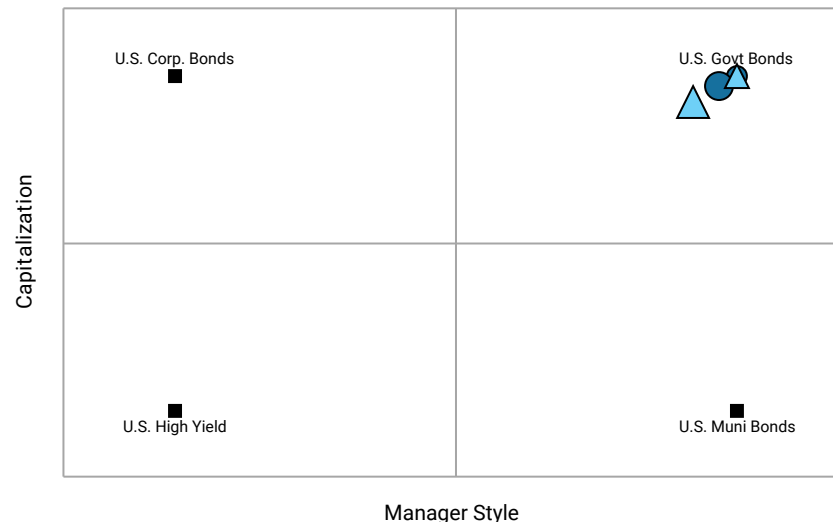 U.S. Corp. Bonds
U.S. Govt Bonds
Capitalization
U.S. High Yield
U.S. Muni Bonds
Manager Style